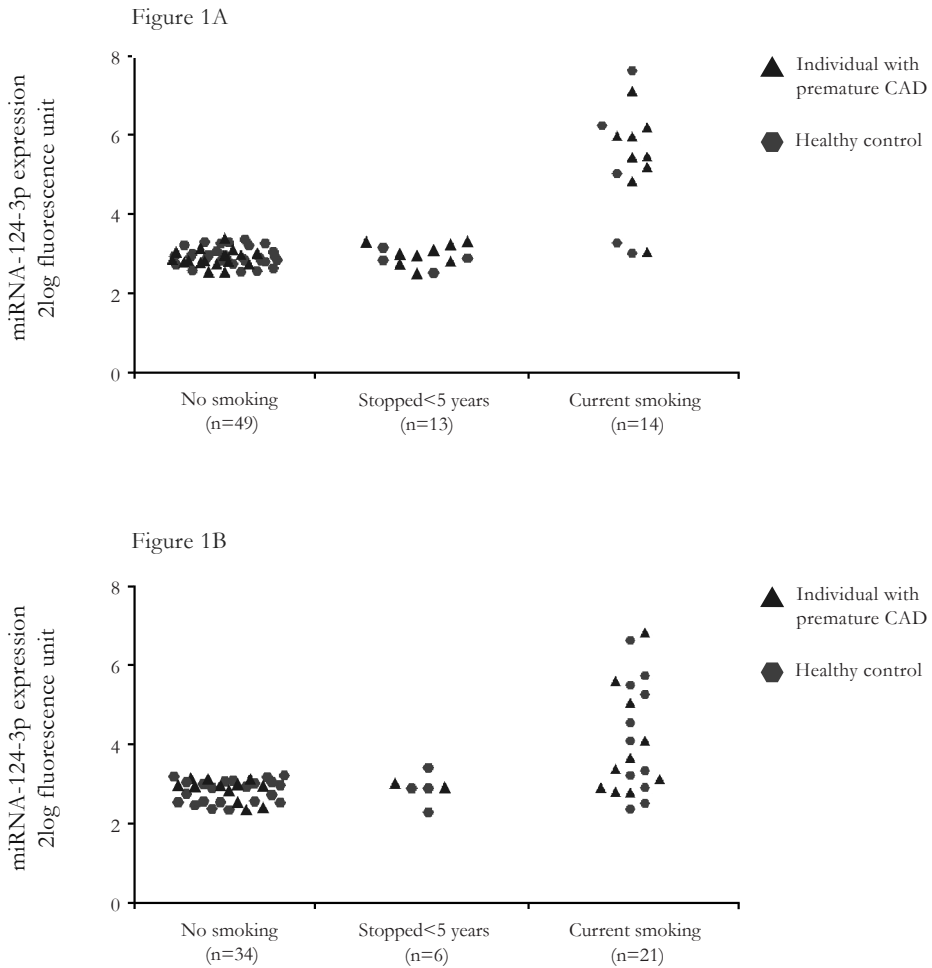 Figure 1A
miRNA-124-3p expression
2log fluorescence unit
8
6
4
2
0
No smoking
(n=49)
Stopped<5 years
(n=13)
Current smoking
(n=14)
Individual with
premature CAD
Healthy control
Figure 1B
miRNA-124-3p expression
2log fluorescence unit
8
6
4
2
0
No smoking
(n=34)
Stopped<5 years
(n=6)
Current smoking
(n=21)
Individual with
premature CAD
Healthy control